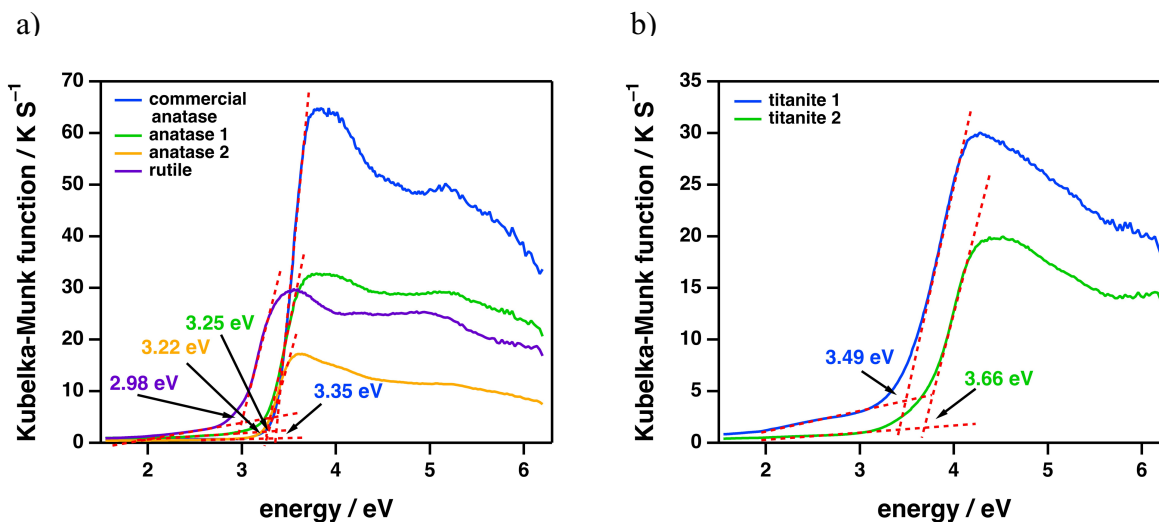 a)
Kubelka-Munk function / K S⁻¹
70
60
50
40
30
20
10
0
commercial
anatase
anatase 1
anatase 2
rutile
3.25 eV
3.22 eV
2.98 eV
3.35 eV
2
3
4
5
6
energy / eV
b)
Kubelka-Munk function / K S⁻¹
35
30
25
20
15
10
5
0
titanite 1
titanite 2
3.49 eV
3.66 eV
2
3
4
5
6
energy / eV